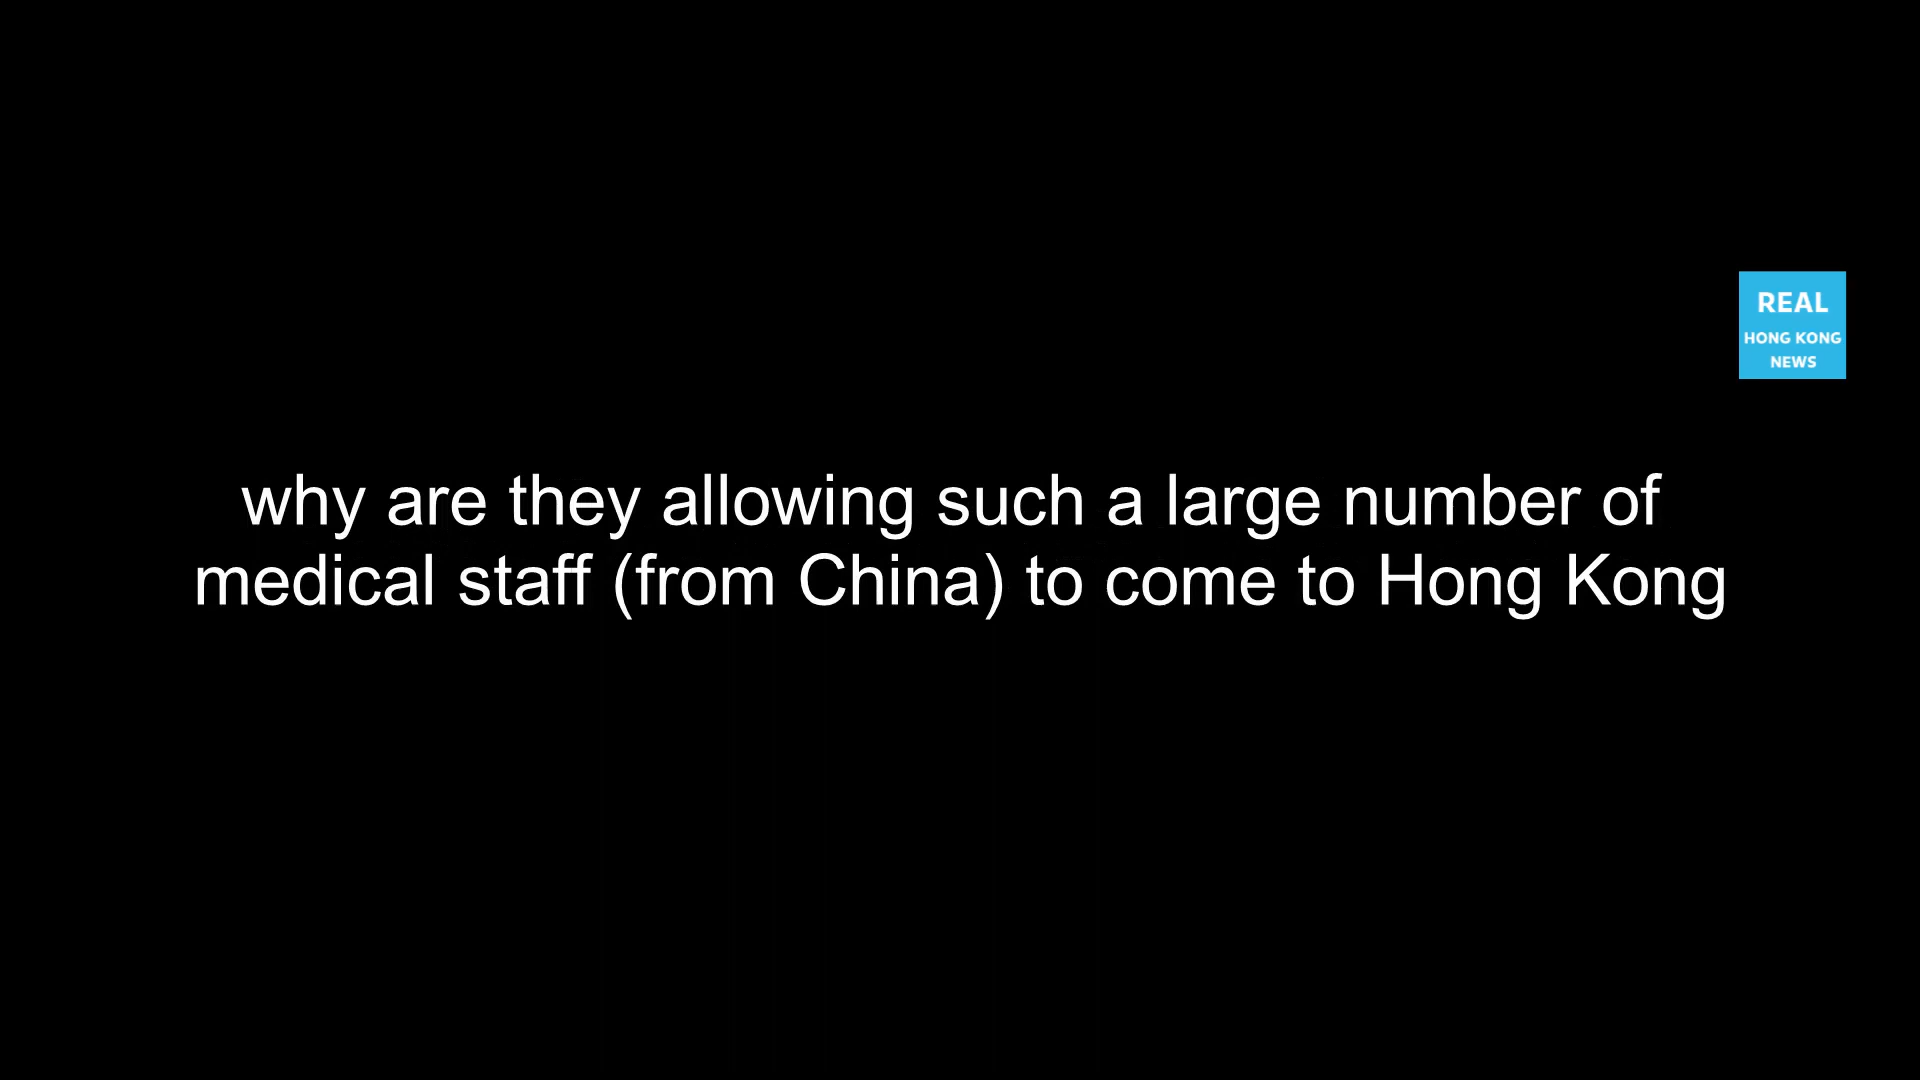 REAL
HONG KONG
NEWS
why are they allowing such a large number of
medical staff (from China) to come to Hong Kong